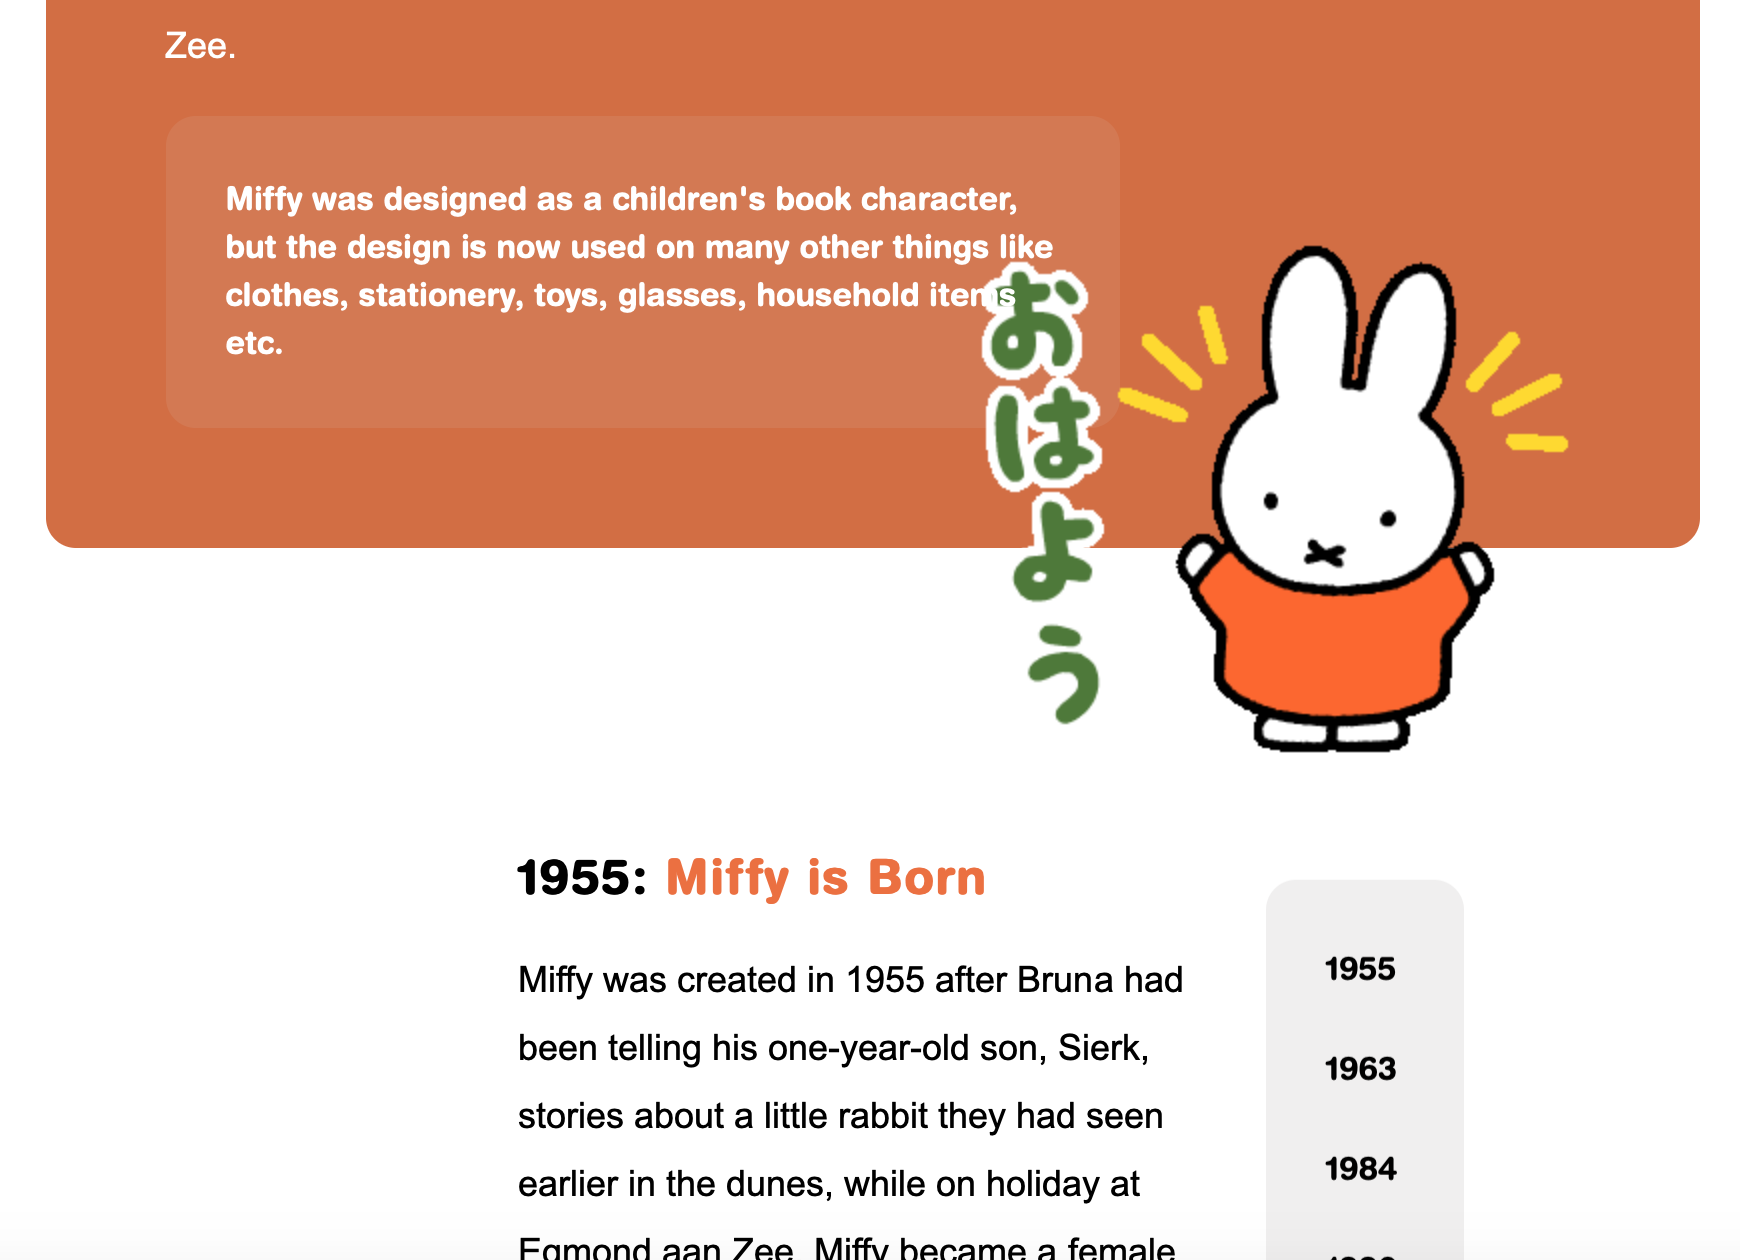 Zee.
Miffy was designed as a children's book character,
but the design is now used on many other things like
clothes, stationery, toys, glasses, household items
etc.
おはよう
1955: Miffy is Born
Miffy was created in 1955 after Bruna had
been telling his one-year-old son, Sierk,
stories about a little rabbit they had seen
earlier in the dunes, while on holiday at
Egmond aan Zee. Miffy became a female
1955
1963
1984